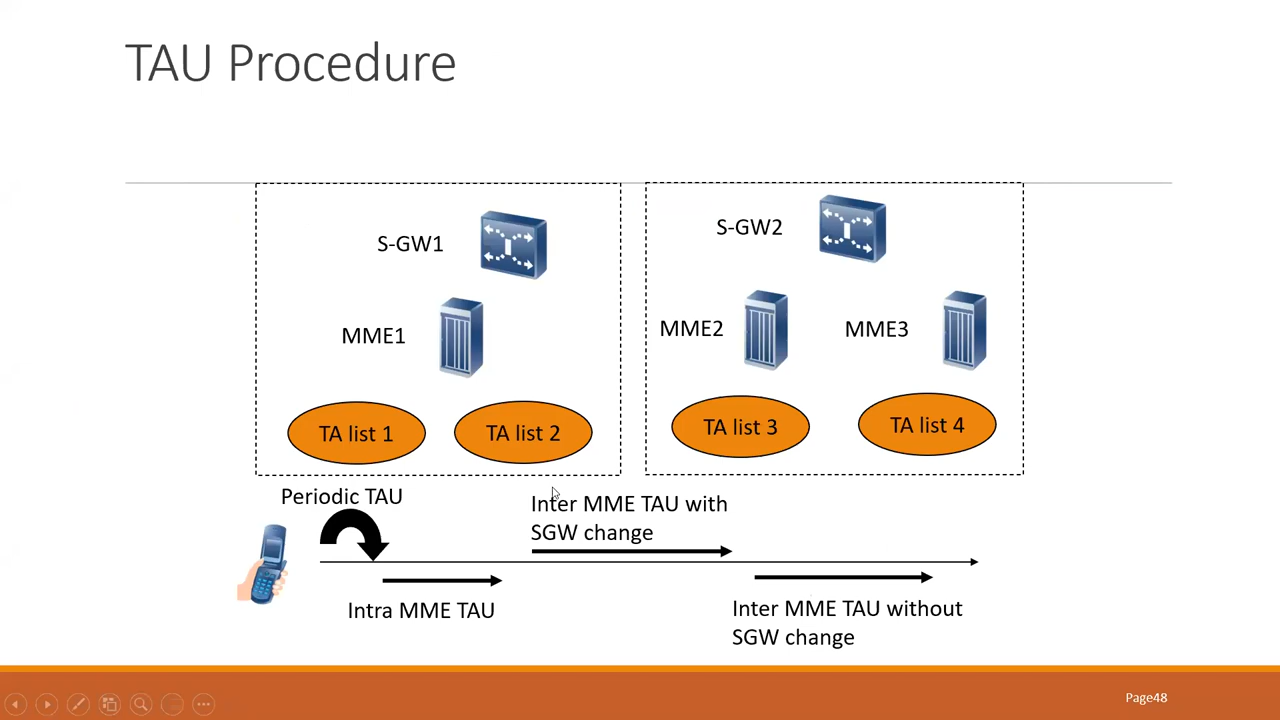 TAU Procedure
S-GW1
S-GW2
MME1
MME2
MME3
TA list 1
TA list 2
TA list 3
TA list 4
Periodic TAU
Inter MME TAU with
SGW change
Intra MME TAU
Inter MME TAU without
SGW change
Page48